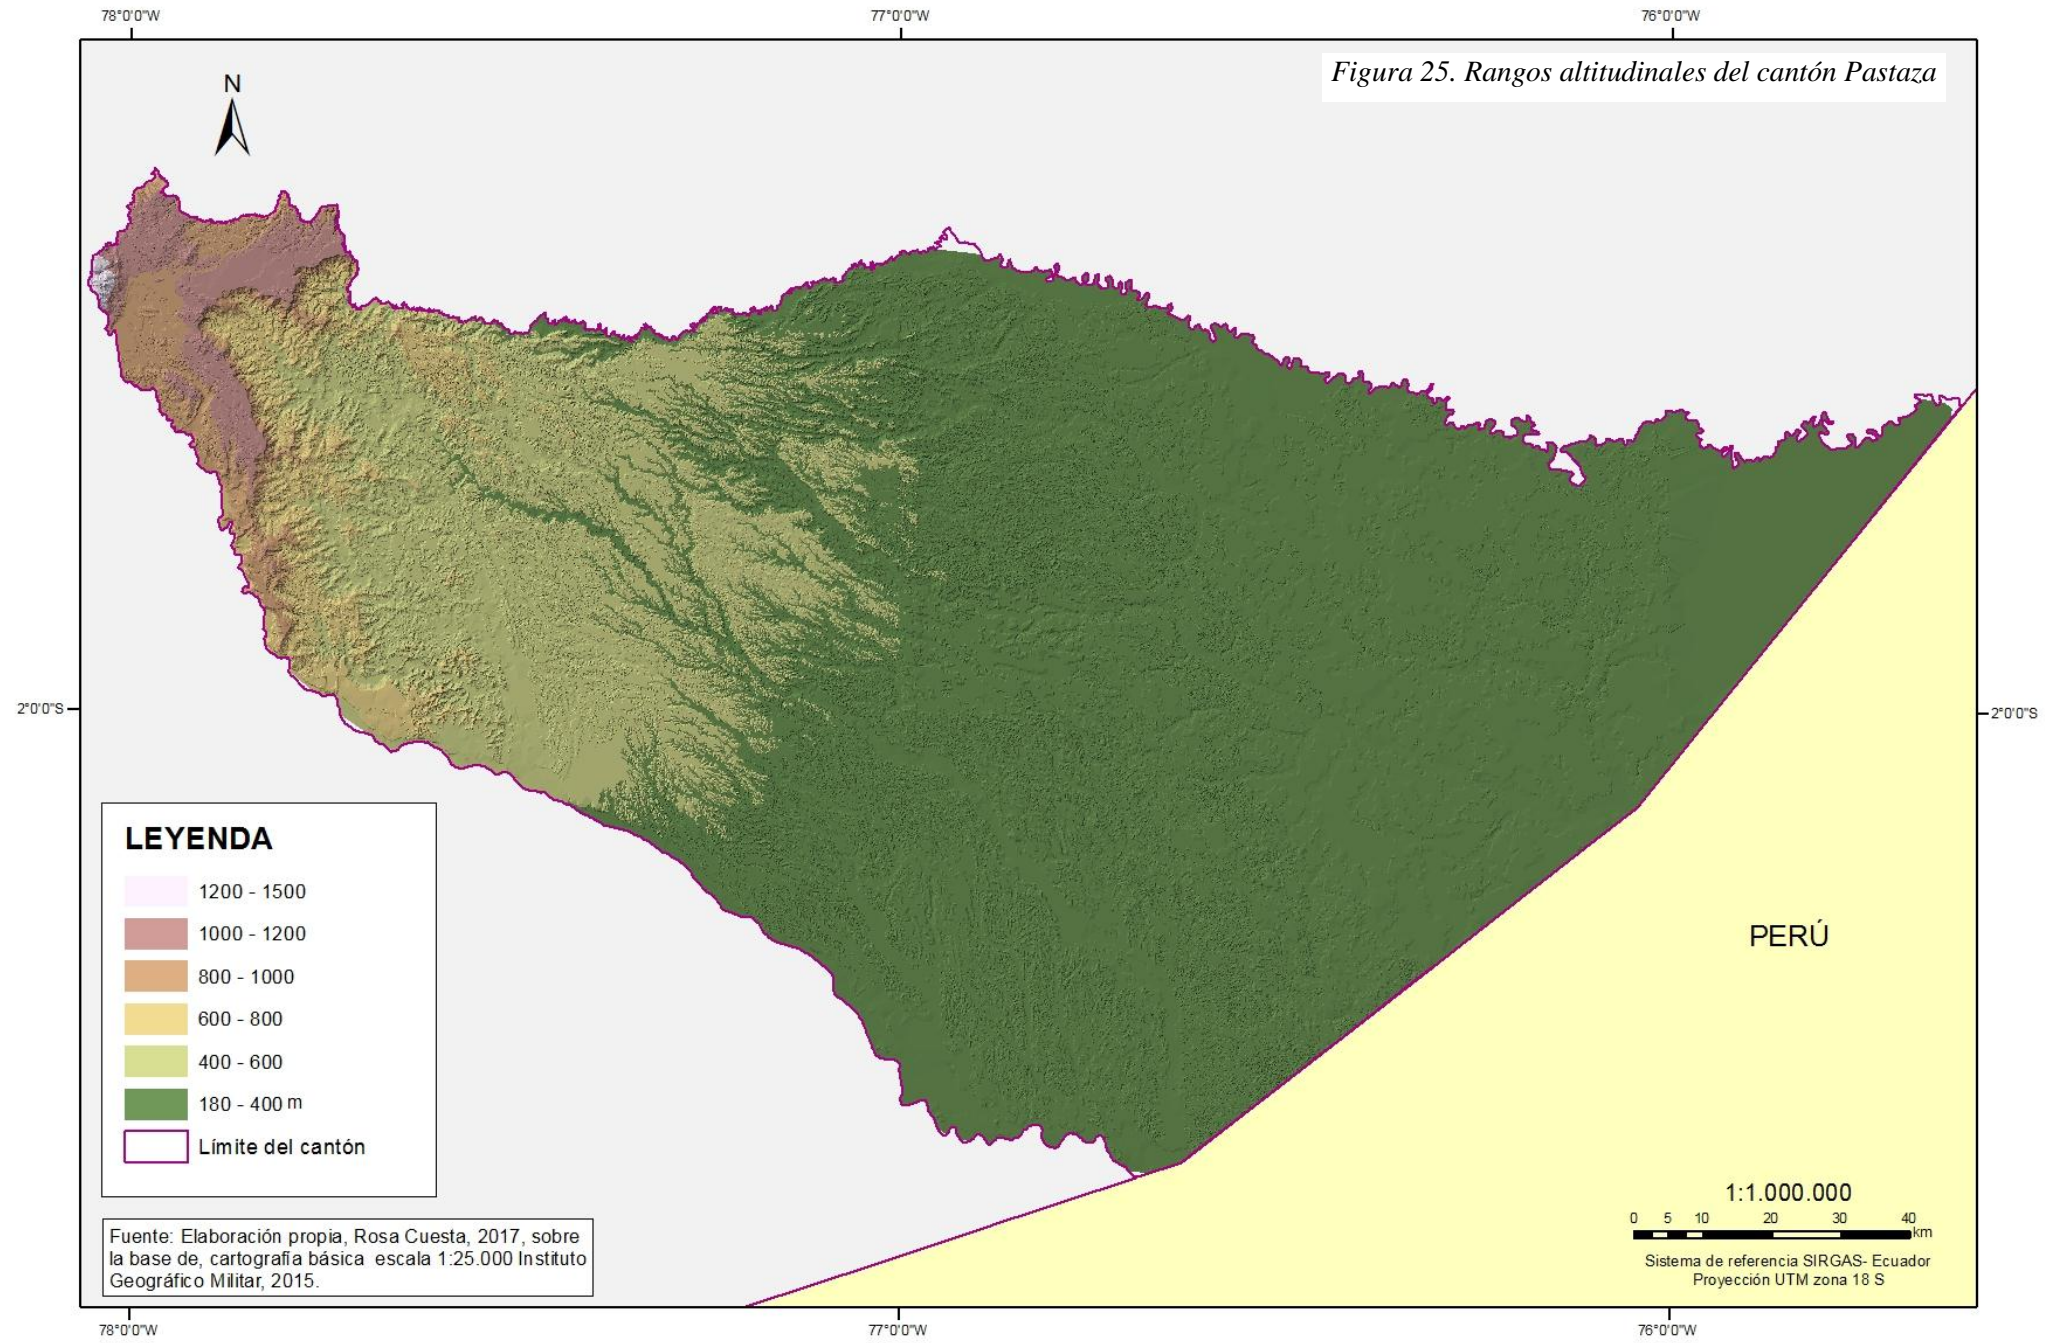 78°0'0"W
77°0'0"W
76°0'0"W
Figura 25. Rangos altitudinales del cantón Pastaza
N
2°0'0"S
2°0'0"S
LEYENDA
1200 - 1500
1000 - 1200
800 - 1000
600 - 800
400 - 600
180 - 400 m
Límite del cantón
PERÚ
1:1.000.000
0 5 10 20 30 40
km
Sistema de referencia SIRGAS- Ecuador
Proyección UTM zona 18 S
Fuente: Elaboración propia, Rosa Cuesta, 2017, sobre
la base de, cartografía básica escala 1:25.000 Instituto
Geográfico Militar, 2015.
78°0'0"W
77°0'0"W
76°0'0"W